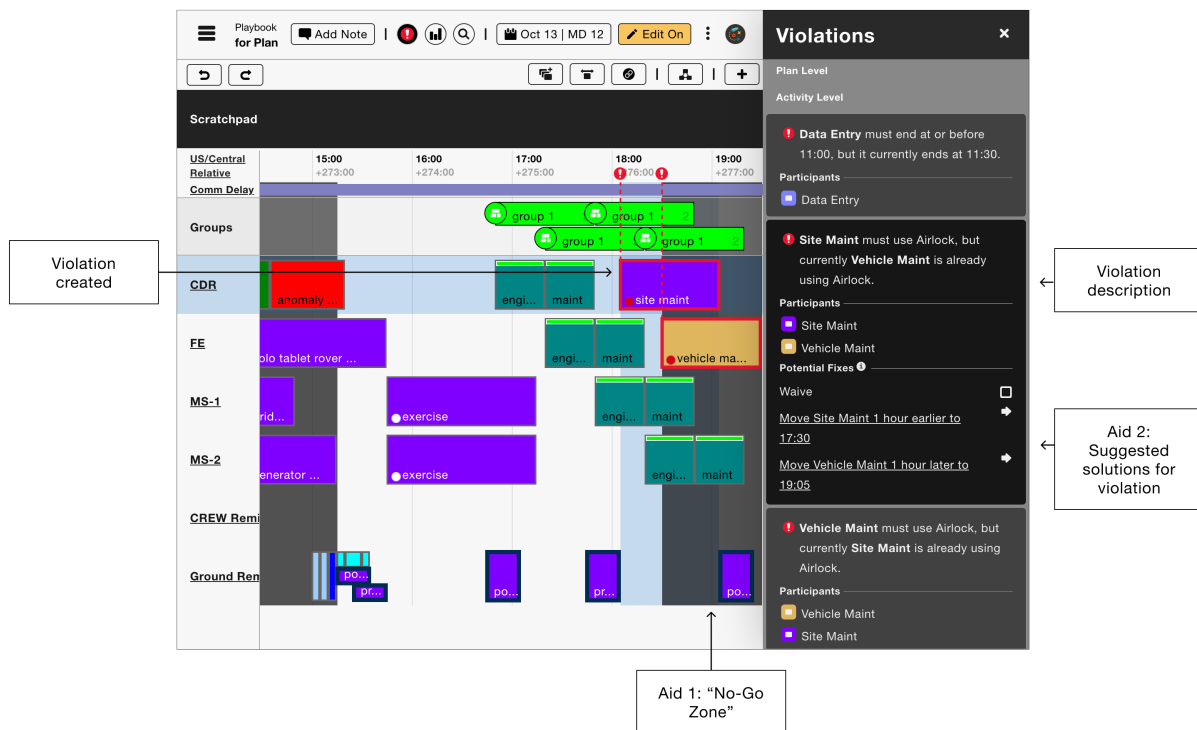 Playbook
for Plan
Add Note
Oct 13 | MD 12
Edit On
Scratchpad
US/Central
Relative
Comm Delay
15:00
+273:00
16:00
+274:00
17:00
+275:00
18:00
+276:00
19:00
+277:00
Groups
group 1
group 1
2
group 1
group 1
2
CDR
anomaly ...
engi...
maint
site maint
FE
olo tablet rover ...
engi...
maint
vehicle ma...
MS-1
rid...
exercise
engi...
maint
MS-2
enerator ...
exercise
engi...
maint
CREW Remi
Ground Rem
po...
pr...
po...
pr...
po...
Violations
Plan Level
Activity Level
Data Entry must end at or before
11:00, but it currently ends at 11:30.
Participants
Data Entry
Site Maint must use Airlock, but
currently Vehicle Maint is already
using Airlock.
Participants
Site Maint
Vehicle Maint
Potential Fixes
Waive
Move Site Maint 1 hour earlier to
17:30
Move Vehicle Maint 1 hour later to
19:05
Vehicle Maint must use Airlock, but
currently Site Maint is already using
Airlock.
Participants
Vehicle Maint
Site Maint
Violation
created
Violation
description
Aid 2:
Suggested
solutions for
violation
Aid 1: “No-Go
Zone”